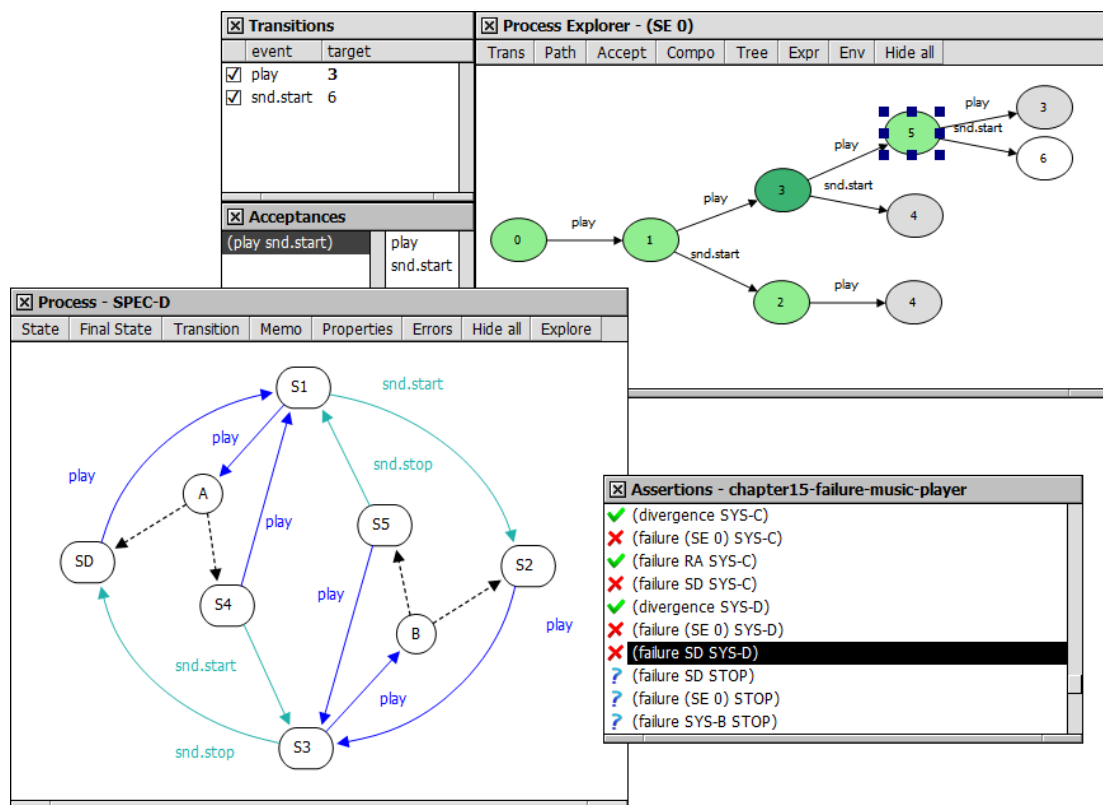 Transitions
event target
play 3
snd.start 6
Acceptances
(play snd.start)
play
snd.start
Process Explorer - (SE 0)
Trans Path Accept Compo Tree Expr Env Hide all
play
3
5
snd.start
play
6
3
play
snd.start
4
0
play
1
snd.start
2
play
4
Process - SPEC-D
State Final State Transition Memo Properties Errors Hide all Explore
S1
snd.start
play
play
snd.stop
A
play
S5
SD
S2
S4
play
B
play
snd.start
play
snd.stop
S3
Assertions - chapter15-failure-music-player
(divergence SYS-C)
(failure (SE 0) SYS-C)
(failure RA SYS-C)
(failure SD SYS-C)
(divergence SYS-D)
(failure (SE 0) SYS-D)
(failure SD SYS-D)
? (failure SD STOP)
? (failure (SE 0) STOP)
? (failure SYS-B STOP)